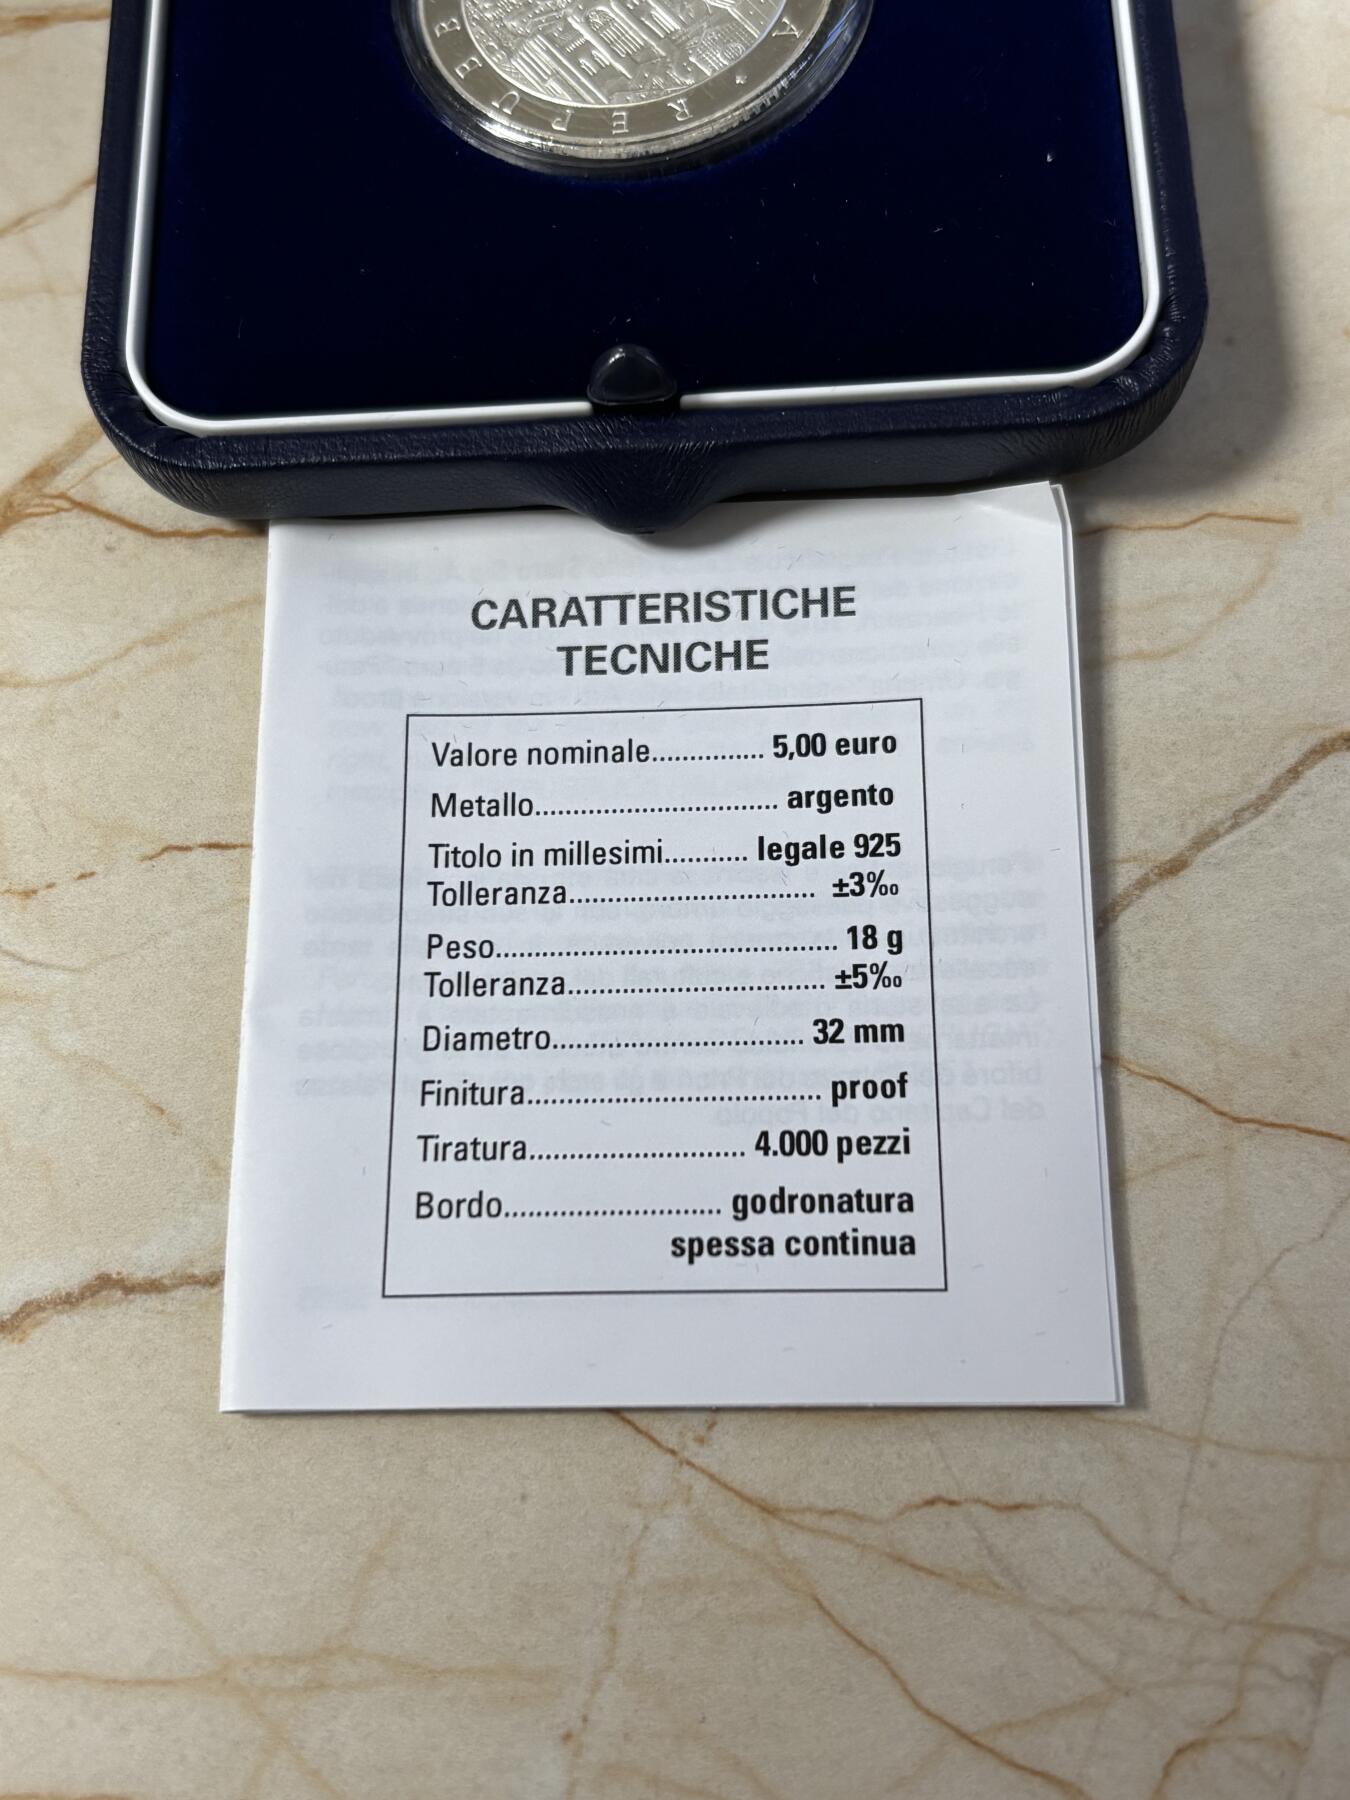 A * REPUBB
CARATTERISTICHE
TECNICHE
Valore nominale............... 5,00 euro
Metallo.............................. argento
Titolo in millesimi.......... legale 925
Tolleranza.............................. ±3‰
Peso.......................................... 18 g
Tolleranza................................ ±5‰
Diametro............................... 32 mm
Finitura.................................... proof
Tiratura........................... 4.000 pezzi
Bordo........................... godronatura
spessa continua